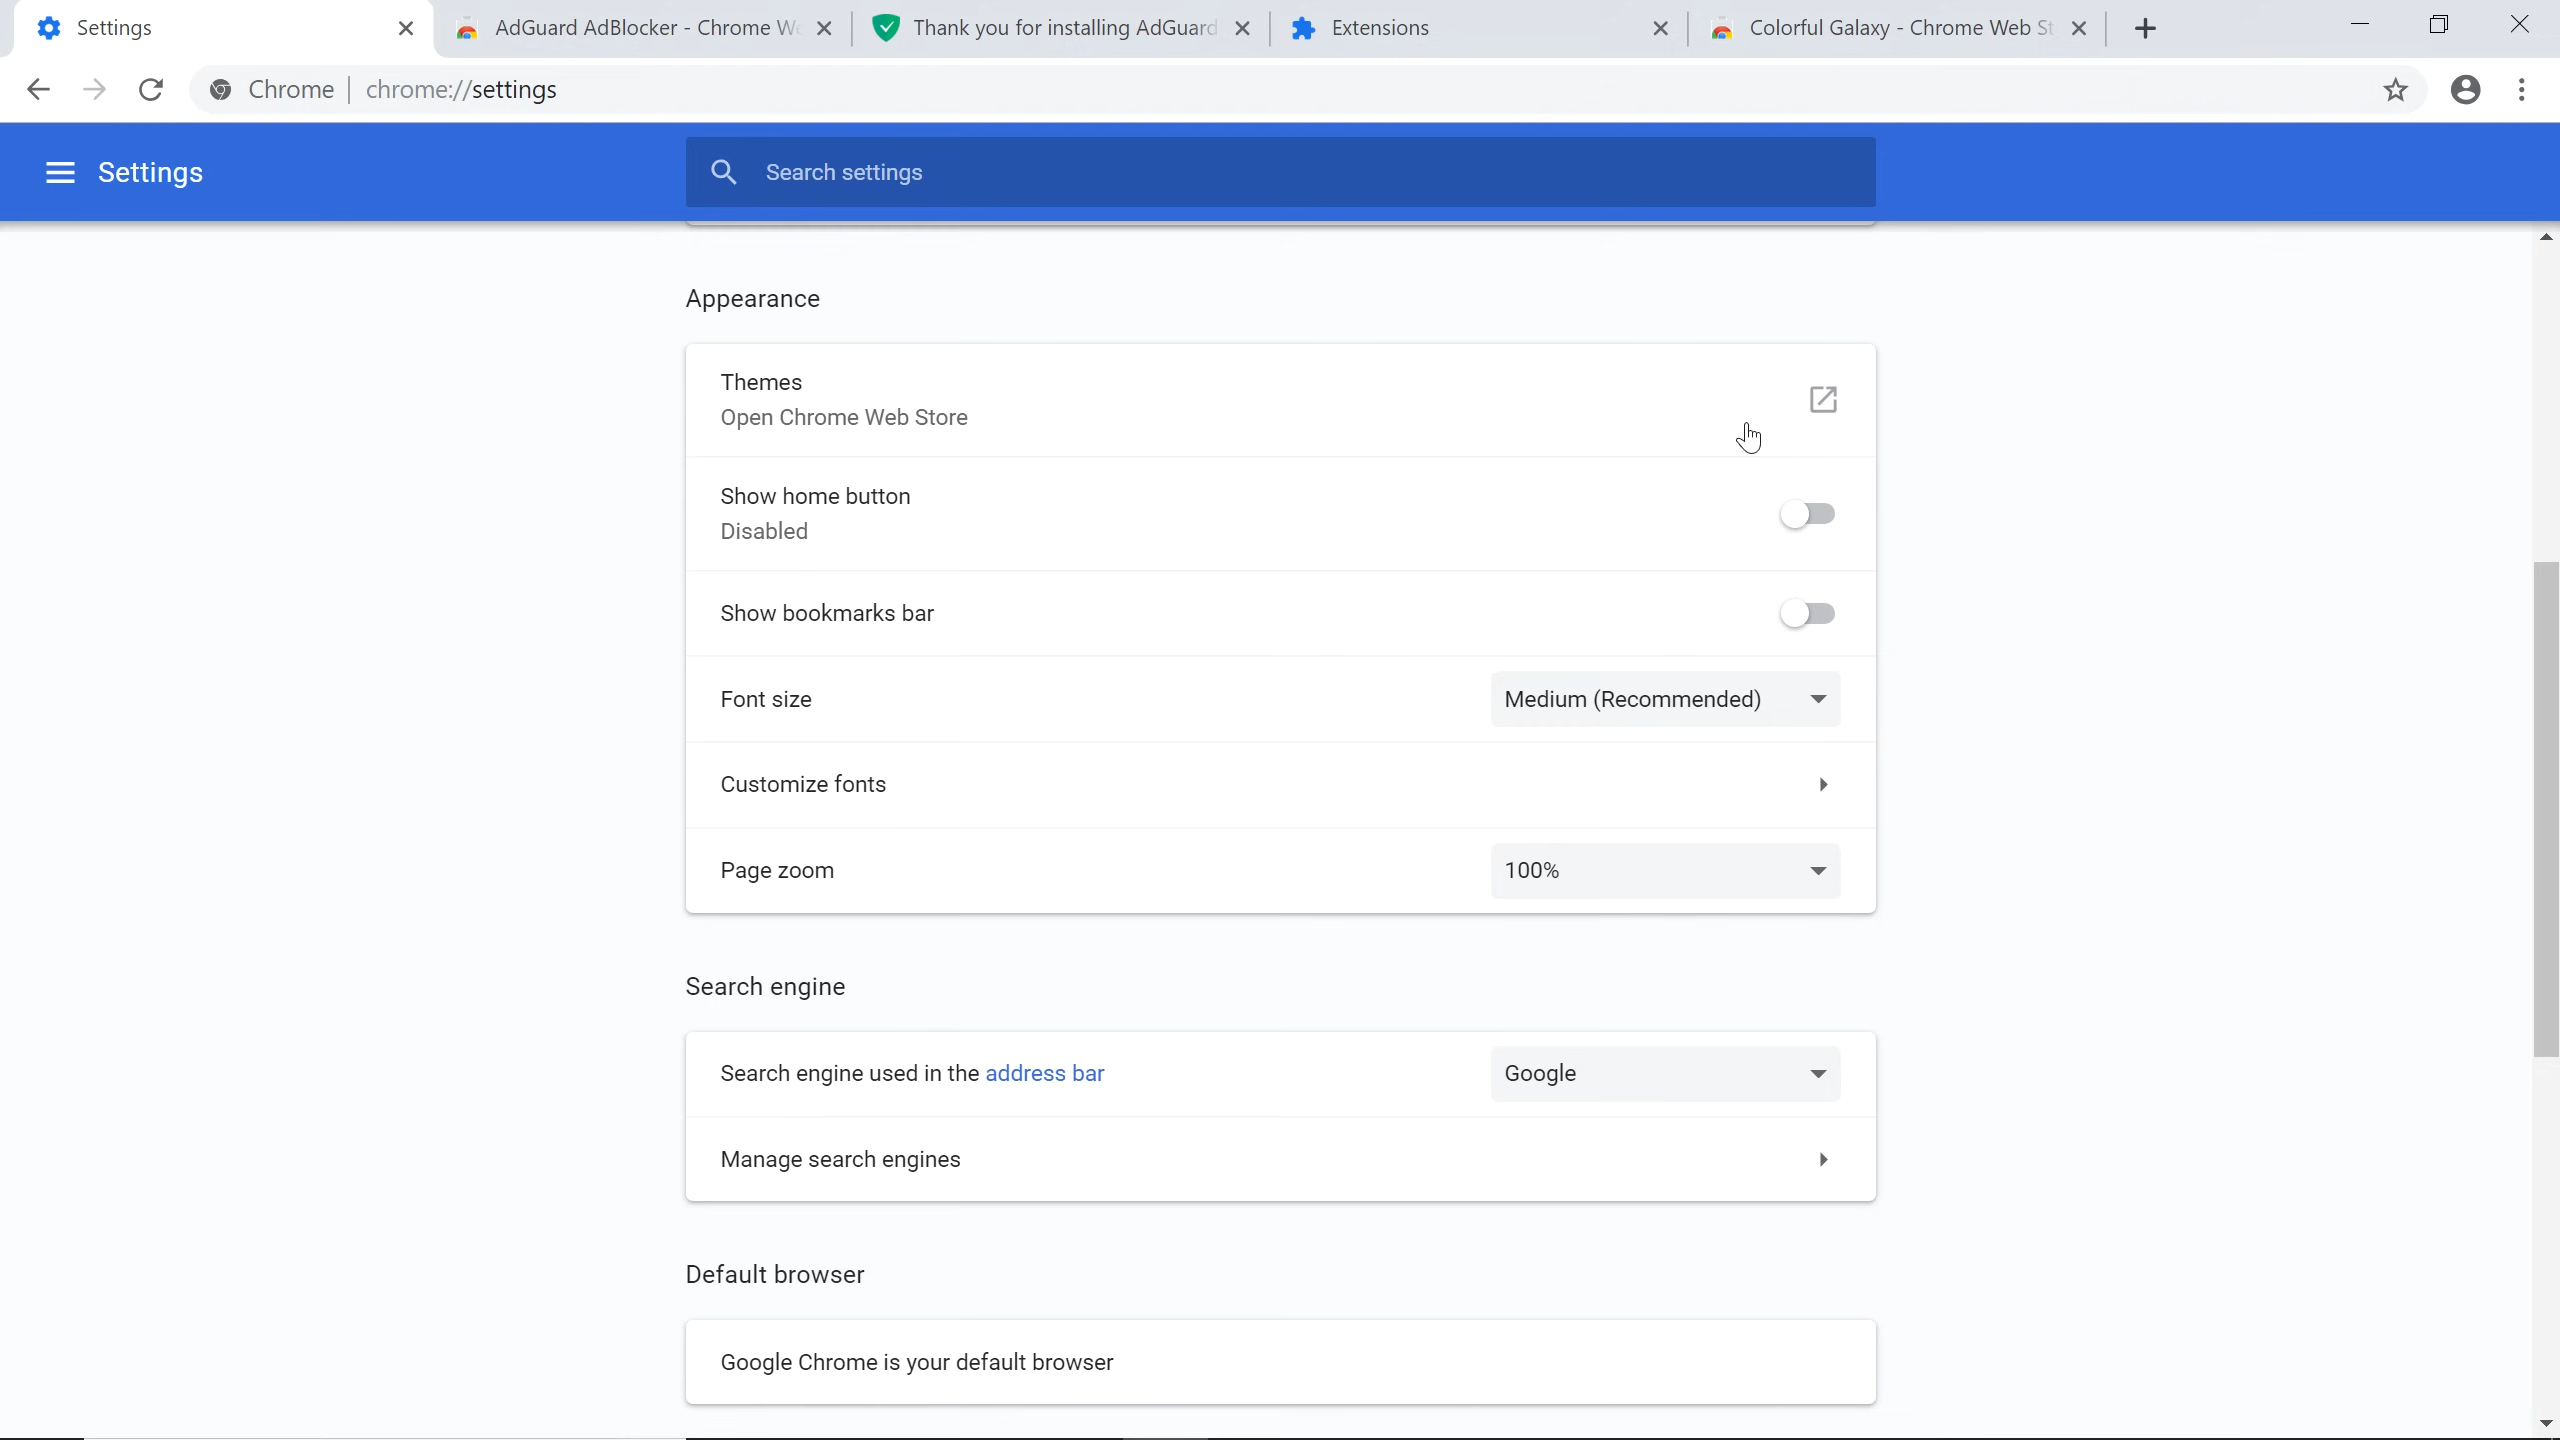 Settings
AdGuard AdBlocker - Chrome We
Thank you for installing AdGuard
Extensions
Colorful Galaxy - Chrome Web St
Chrome
chrome://settings
Settings
Search settings
Appearance
Themes
Open Chrome Web Store
Show home button
Disabled
Show bookmarks bar
Font size
Medium (Recommended)
Customize fonts
Page zoom
100%
Search engine
Search engine used in the address bar
Google
Manage search engines
Default browser
Google Chrome is your default browser